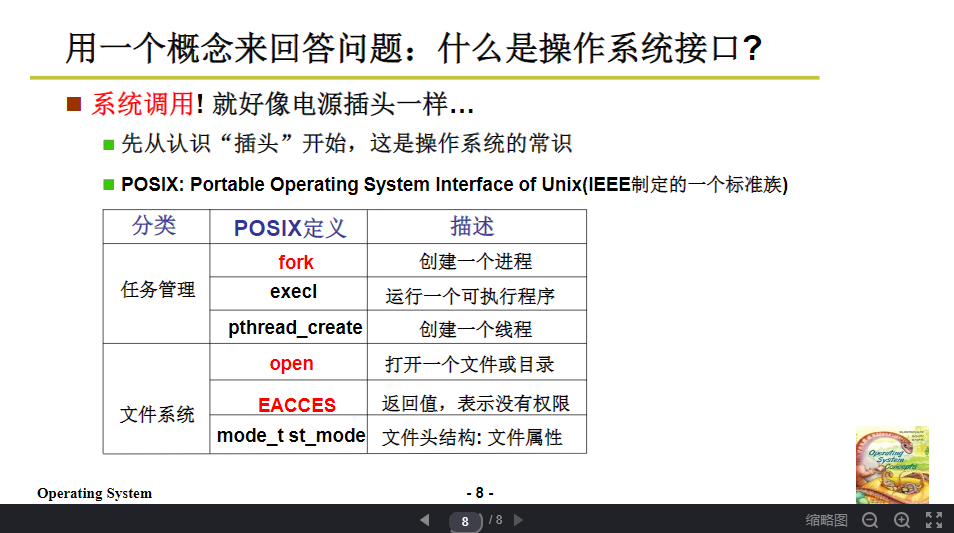 用一个概念来回答问题：什么是操作系统接口?
系统调用! 就好像电源插头一样…
先从认识“插头”开始，这是操作系统的常识
POSIX: Portable Operating System Interface of Unix(IEEE制定的一个标准族)
分类 POSIX定义 描述
任务管理
fork 创建一个进程
execl 运行一个可执行程序
pthread_create 创建一个线程
文件系统
open 打开一个文件或目录
EACCES 返回值，表示没有权限
mode_t st_mode 文件头结构: 文件属性
Operating
System
Concepts
Operating System - 8 -
8 / 8 缩略图